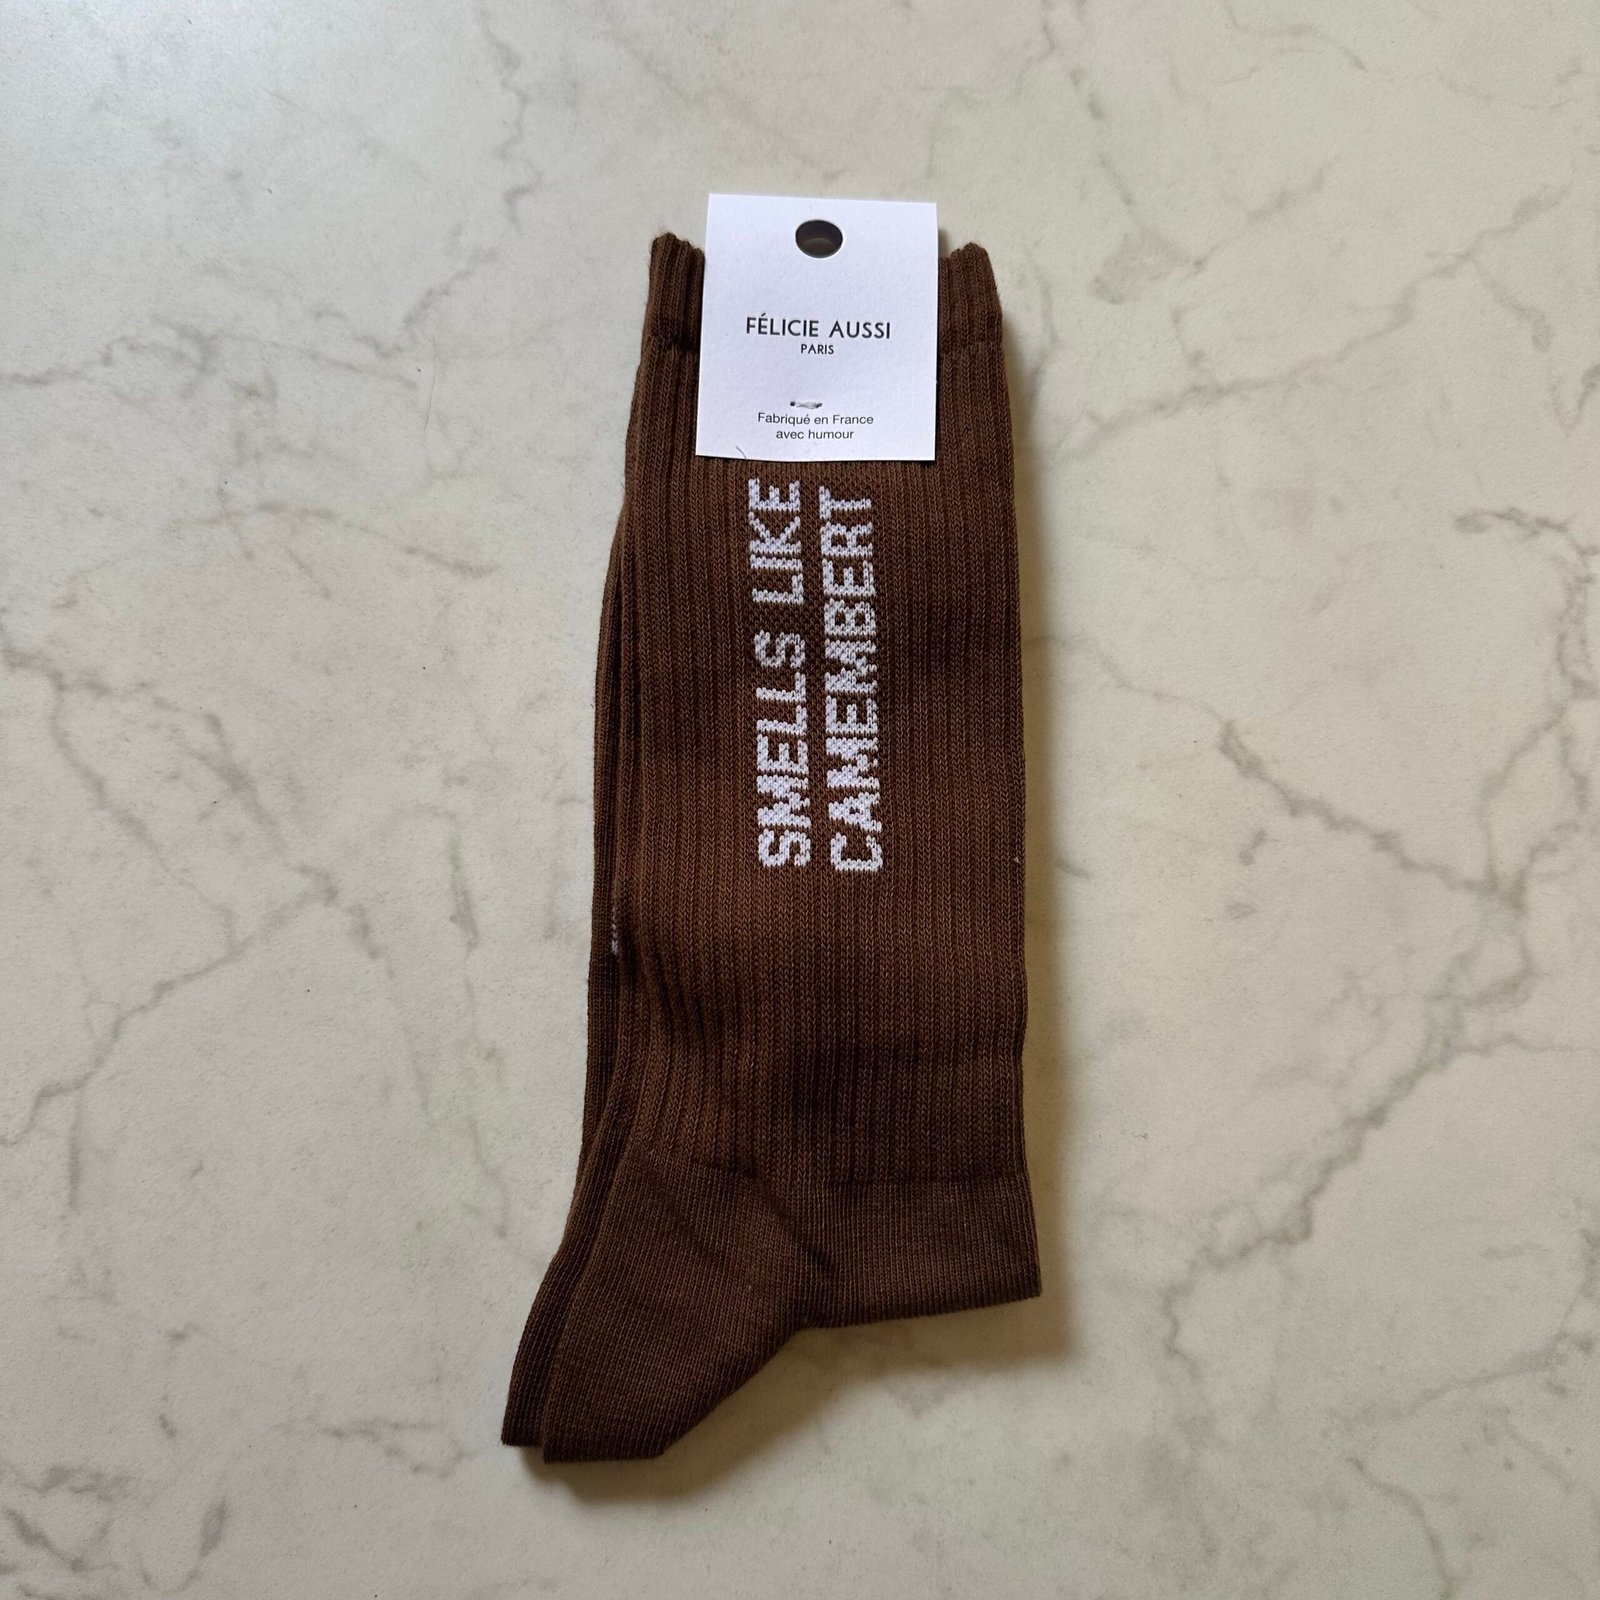 FÉLICIE AUSSI
PARIS
Fabriqué en France
avec humour
SMELLS LIKE
CAMEMBERT